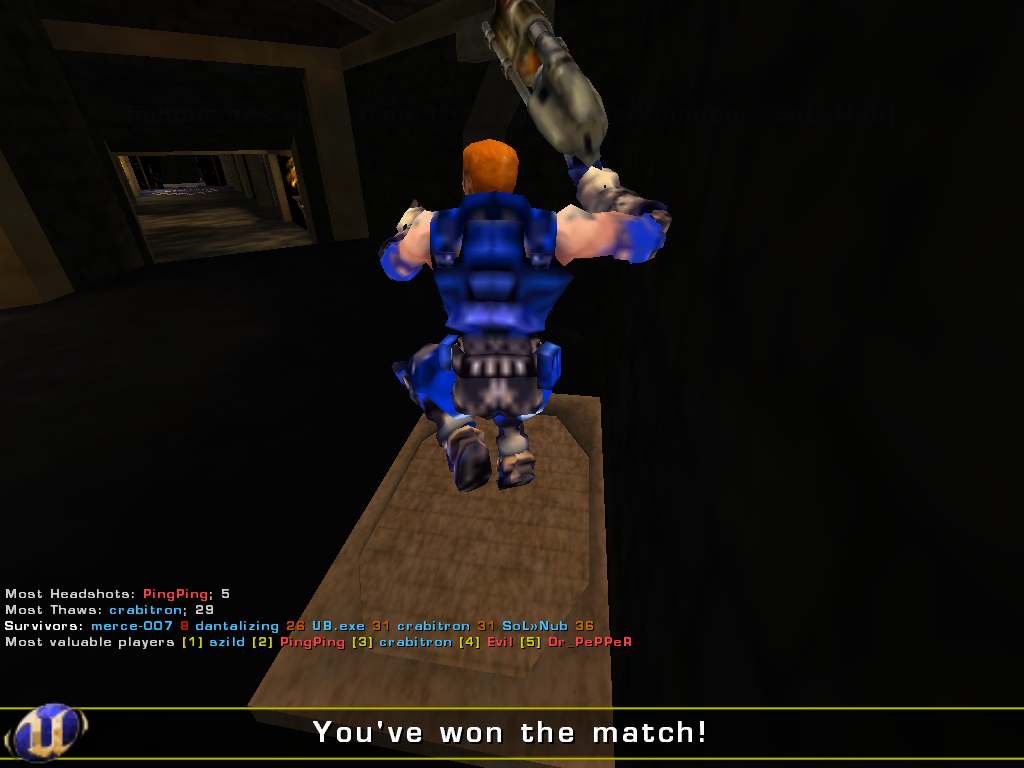 Most Headshots: PingPing; 5
Most Thaws: crabitron; 29
Survivors: merce-007 8 dantalizing 26 UB.exe 31 crabitron 31 SoL»Nub 36
Most valuable players [1] szild [2] PingPing [3] crabitron [4] Evil [5] Dr_PePPeR
You've won the match!